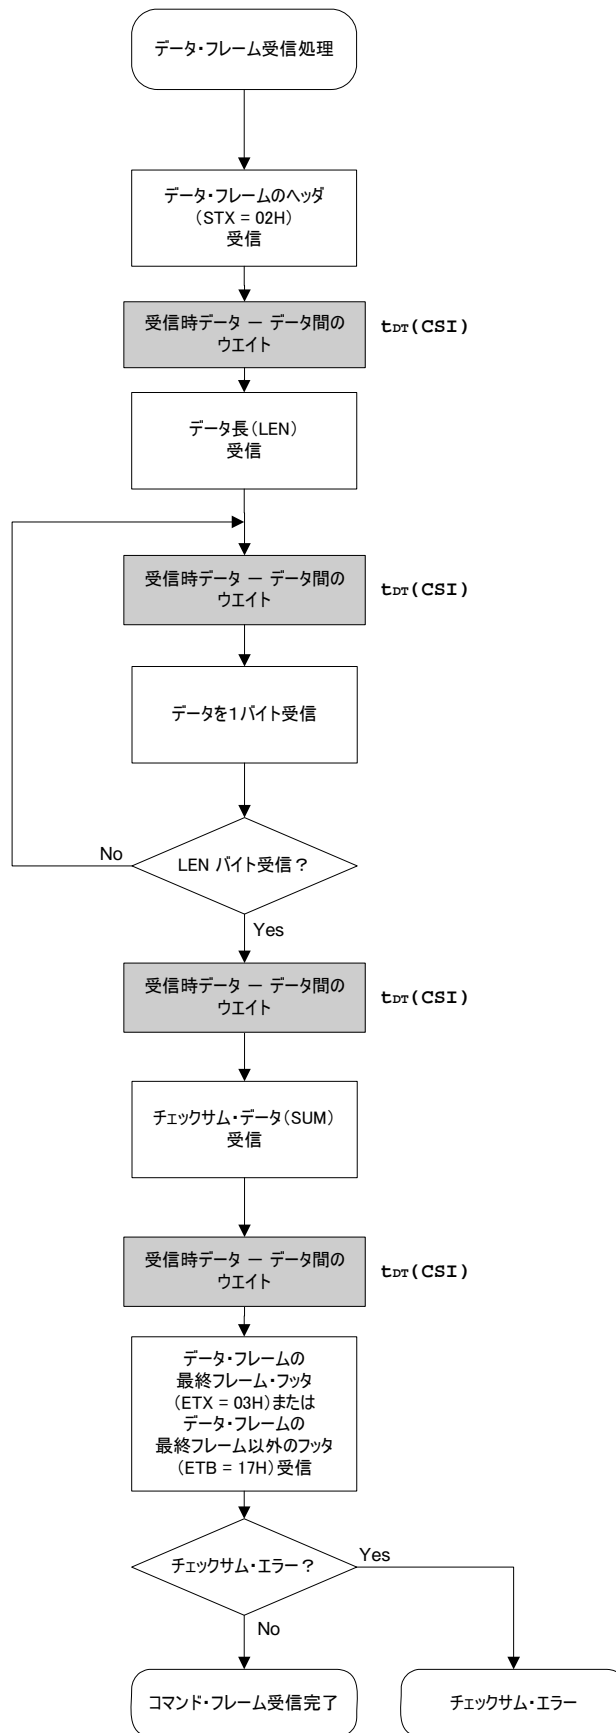 データ・フレーム受信処理
データ・フレームのヘッダ
(STX = 02H)
受信
受信時データ － データ間の
ウエイト
tDT(CSI)
データ長(LEN)
受信
受信時データ － データ間の
ウエイト
tDT(CSI)
データを１バイト受信
LEN バイト受信？
No
Yes
受信時データ － データ間の
ウエイト
tDT(CSI)
チェックサム・データ(SUM)
受信
受信時データ － データ間の
ウエイト
tDT(CSI)
データ・フレームの
最終フレーム・フッタ
(ETX = 03H)または
データ・フレームの
最終フレーム以外のフッタ
(ETB = 17H)受信
チェックサム・エラー？
Yes
No
コマンド・フレーム受信完了
チェックサム・エラー